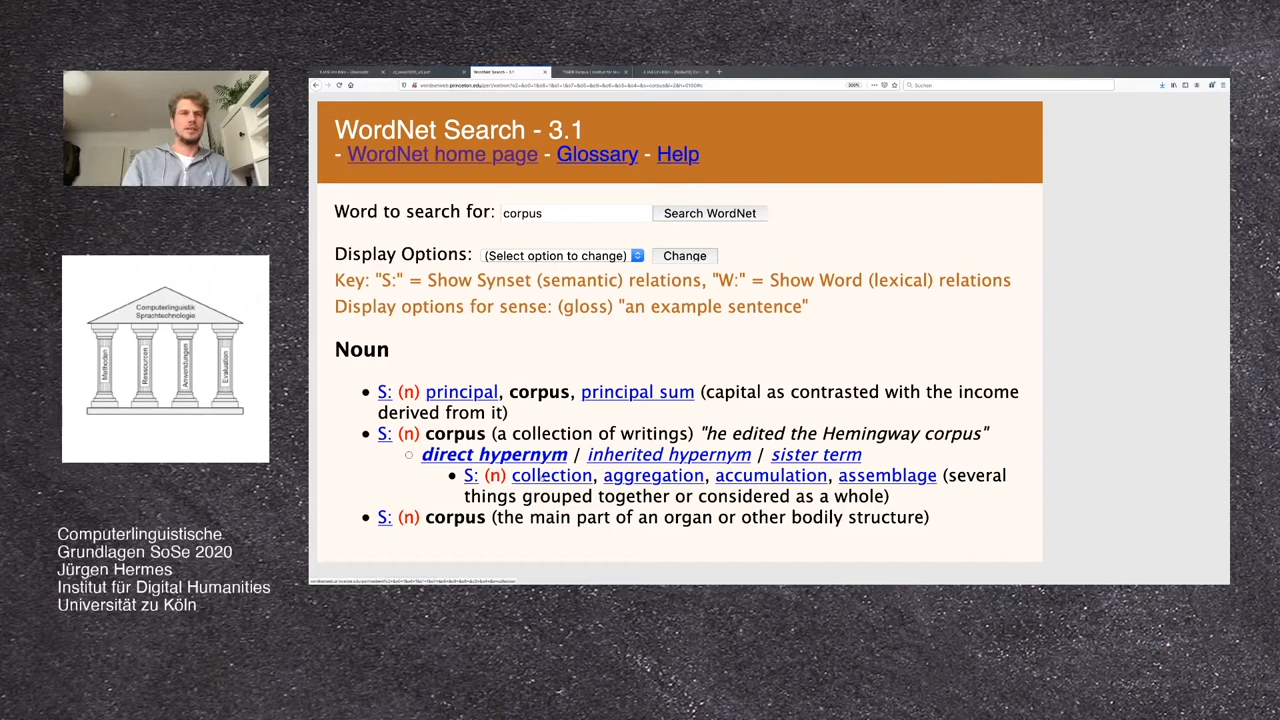 WordNet Search - 3.1
- WordNet home page - Glossary - Help
Word to search for: corpus Search WordNet
Display Options: (Select option to change) Change
Key: "S:" = Show Synset (semantic) relations, "W:" = Show Word (lexical) relations
Display options for sense: (gloss) "an example sentence"
Noun
• S: (n) principal, corpus, principal sum (capital as contrasted with the income
derived from it)
• S: (n) corpus (a collection of writings) "he edited the Hemingway corpus"
○ direct hypernym / inherited hypernym / sister term
• S: (n) collection, aggregation, accumulation, assemblage (several
things grouped together or considered as a whole)
• S: (n) corpus (the main part of an organ or other bodily structure)
WordNet Search - 3.1
Suchen
Computerlinguistik
Sprachtechnologie
Methoden
Ressourcen
Anwendungen
Evaluation
Computerlinguistische
Grundlagen SoSe 2020
Jürgen Hermes
Institut für Digital Humanities
Universität zu Köln